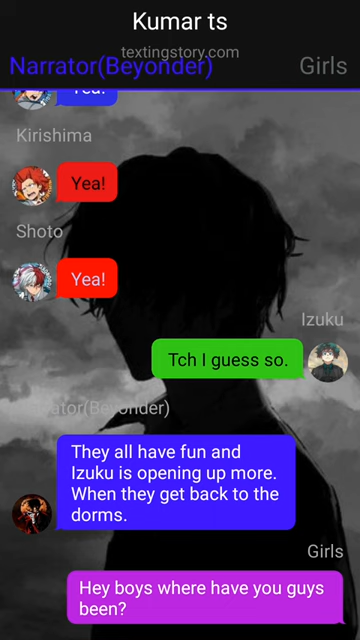 Kumar ts
textingstory.com
Narrator(Beyonder)
Girls
Yea!
Kirishima
Yea!
Shoto
Yea!
Izuku
Tch I guess so.
Narrator(Beyonder)
They all have fun and
Izuku is opening up more.
When they get back to the
dorms.
Girls
Hey boys where have you guys
been?